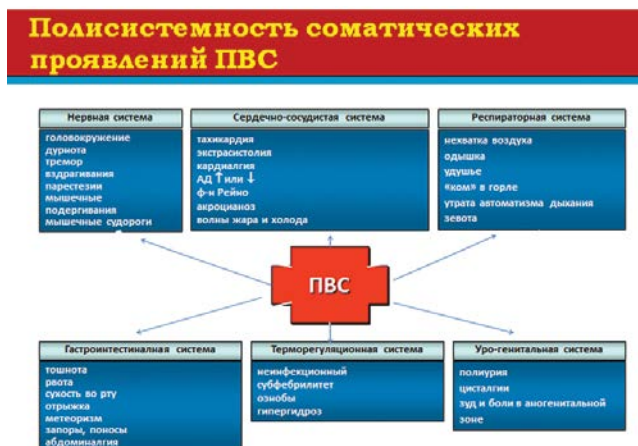 Полисистемность соматических
проявлений ПВС
Нервная система
головокружение
дурнота
тремор
вздрагивания
парестезии
мышечные
подергивания
мышечные судороги
Сердечно-сосудистая система
тахикардия
экстрасистолия
кардиалгия
АД ↑ или ↓
ф-н Рейно
акроцианоз
волны жара и холода
Респираторная система
нехватка воздуха
одышка
удушье
«ком» в горле
утрата автоматизма дыхания
зевота
ПВС
Гастроинтестиналная система
тошнота
рвота
сухость во рту
отрыжка
метеоризм
запоры, поносы
абдоминалгия
Терморегуляционная система
неинфекционный
субфебрилитет
ознобы
гипергидроз
Уро-генитальная система
полиурия
цисталгии
зуд и боли в аногенитальной
зоне